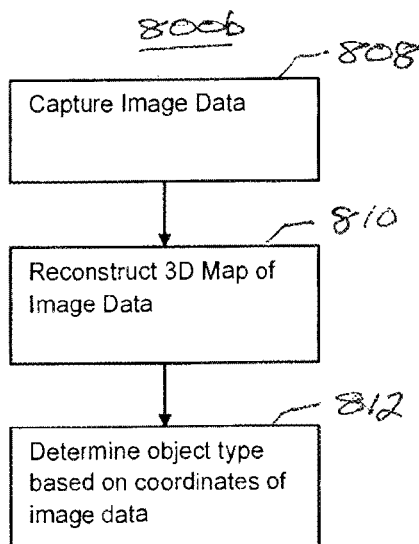 800b
808
Capture Image Data
810
Reconstruct 3D Map of
Image Data
812
Determine object type
based on coordinates of
image data